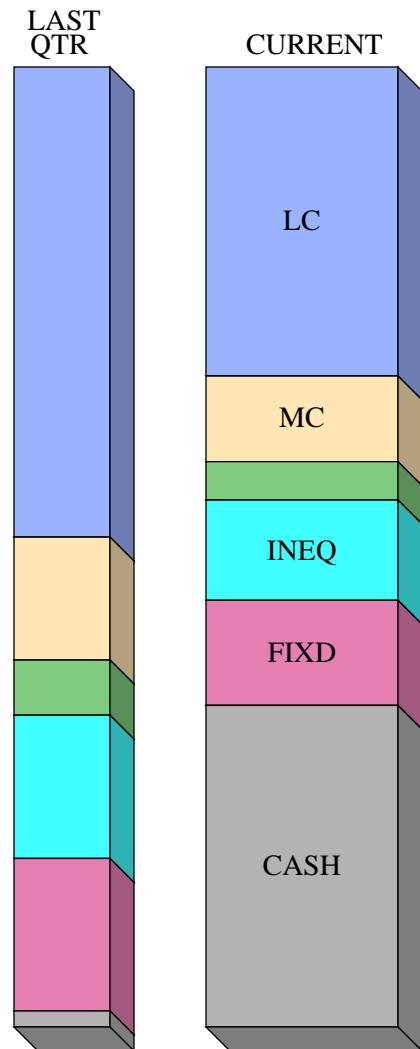 LAST
QTR
CURRENT
LC
MC
INEQ
FIXD
CASH